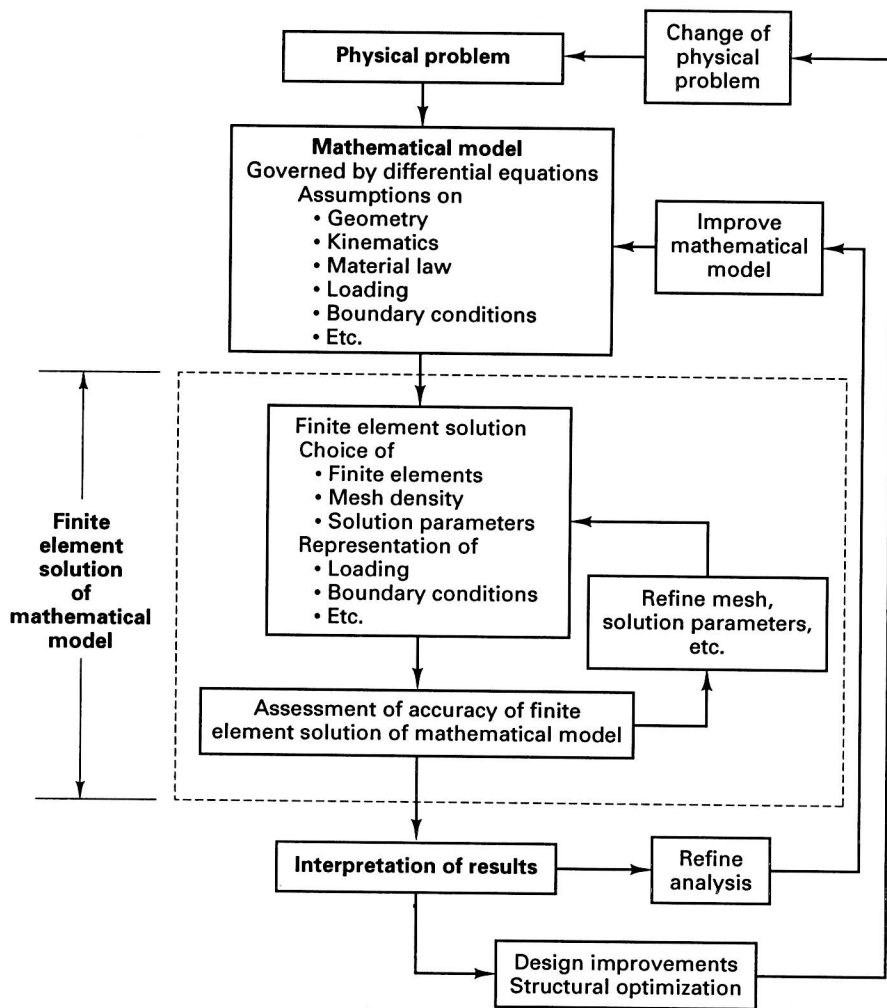 Physical problem
Change of
physical
problem
Mathematical model
Governed by differential equations
Assumptions on
• Geometry
• Kinematics
• Material law
• Loading
• Boundary conditions
• Etc.
Improve
mathematical
model
Finite
element
solution
of
mathematical
model
Finite element solution
Choice of
• Finite elements
• Mesh density
• Solution parameters
Representation of
• Loading
• Boundary conditions
• Etc.
Refine mesh,
solution parameters,
etc.
Assessment of accuracy of finite
element solution of mathematical model
Interpretation of results
Refine
analysis
Design improvements
Structural optimization